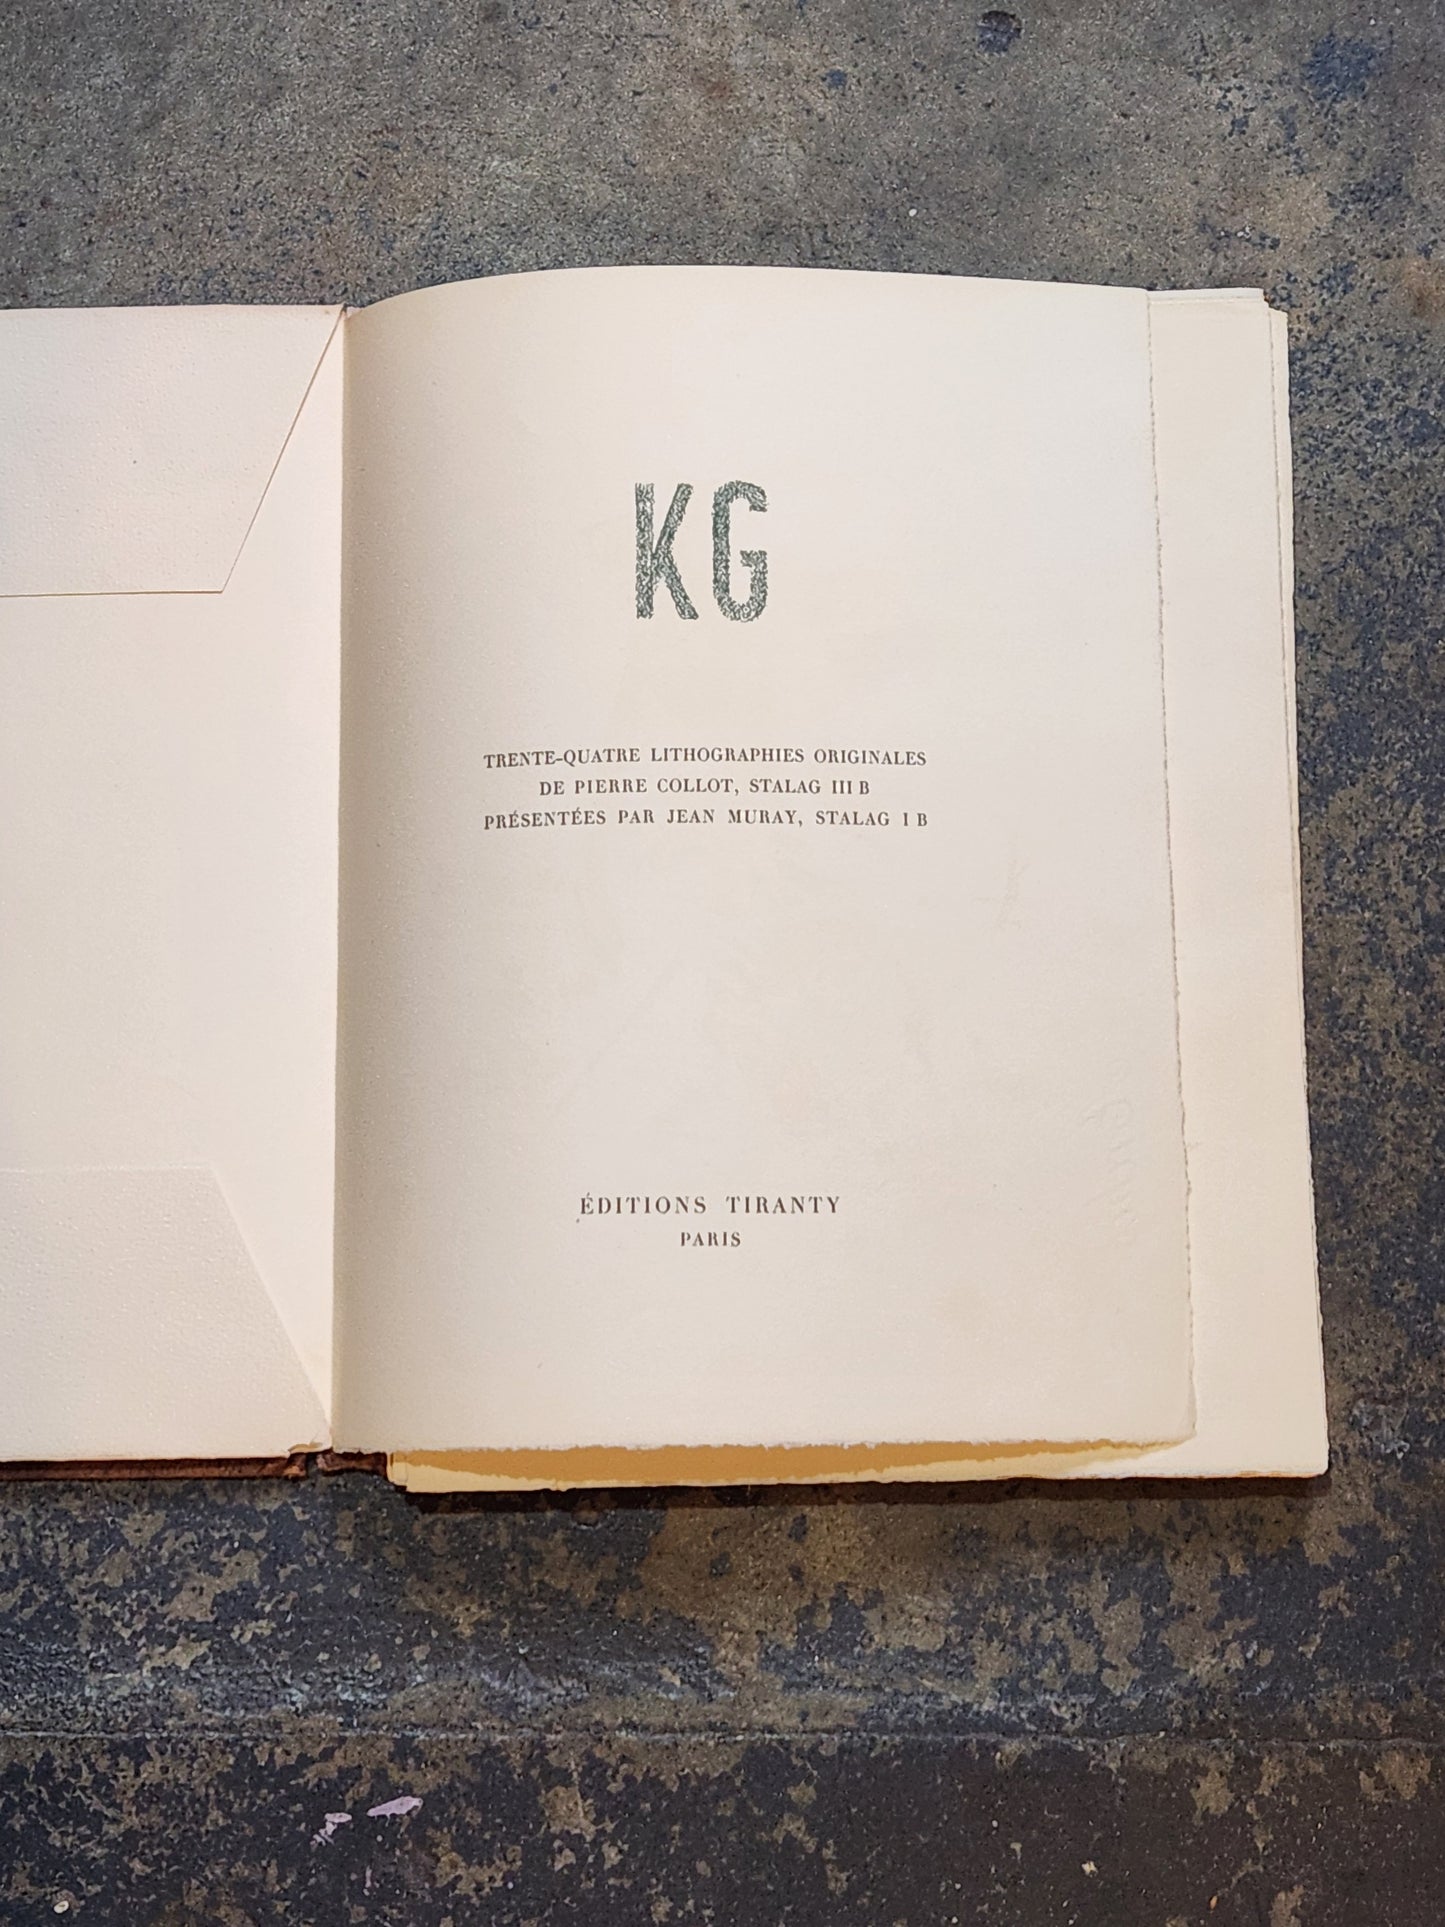 KG
TRENTE-QUATRE LITHOGRAPHIES ORIGINALES
DE PIERRE COLLOT, STALAG III B
PRÉSENTÉES PAR JEAN MURAY, STALAG I B
ÉDITIONS TIRANTY
PARIS